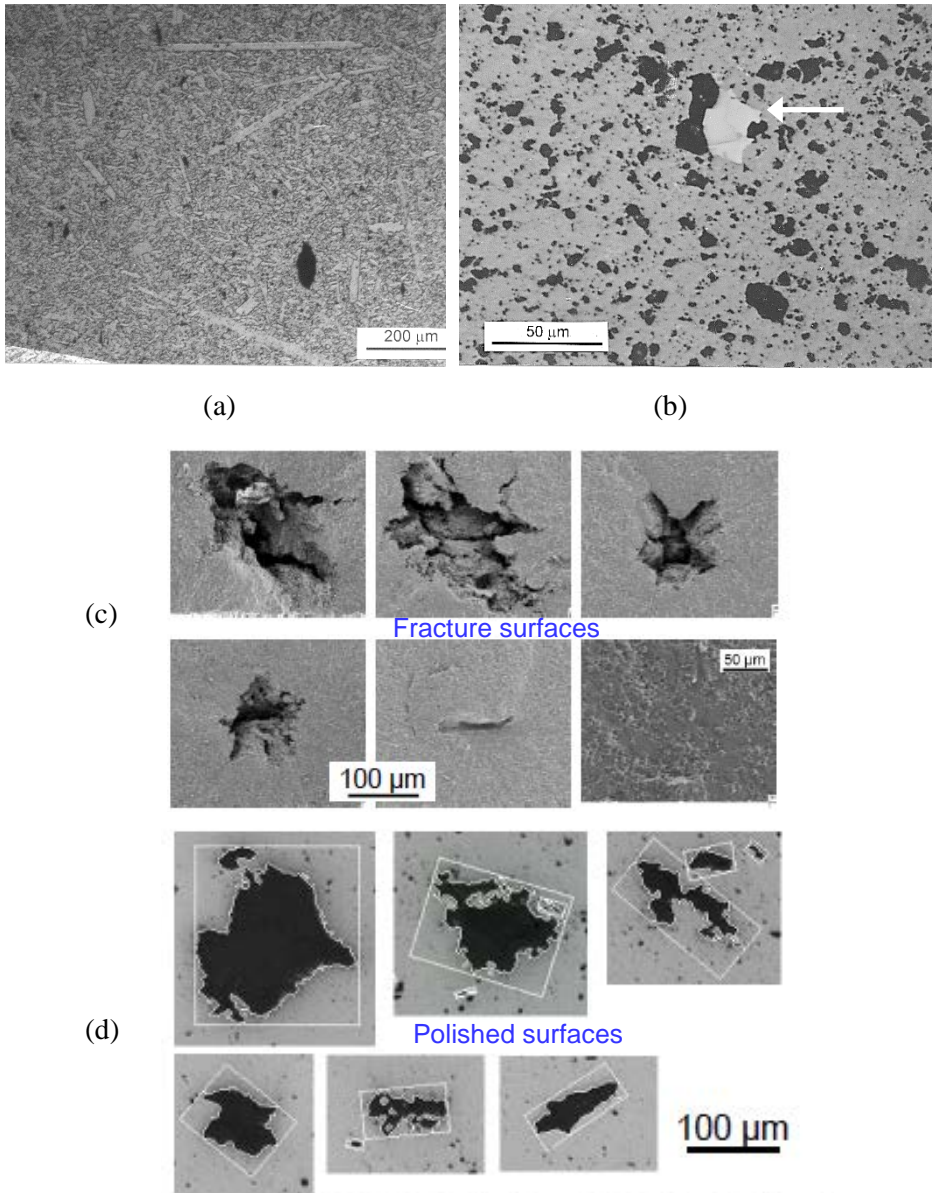 200 µm
50 µm
(a)
(b)
(c)
Fracture surfaces
50 µm
100 µm
(d)
Polished surfaces
100 µm